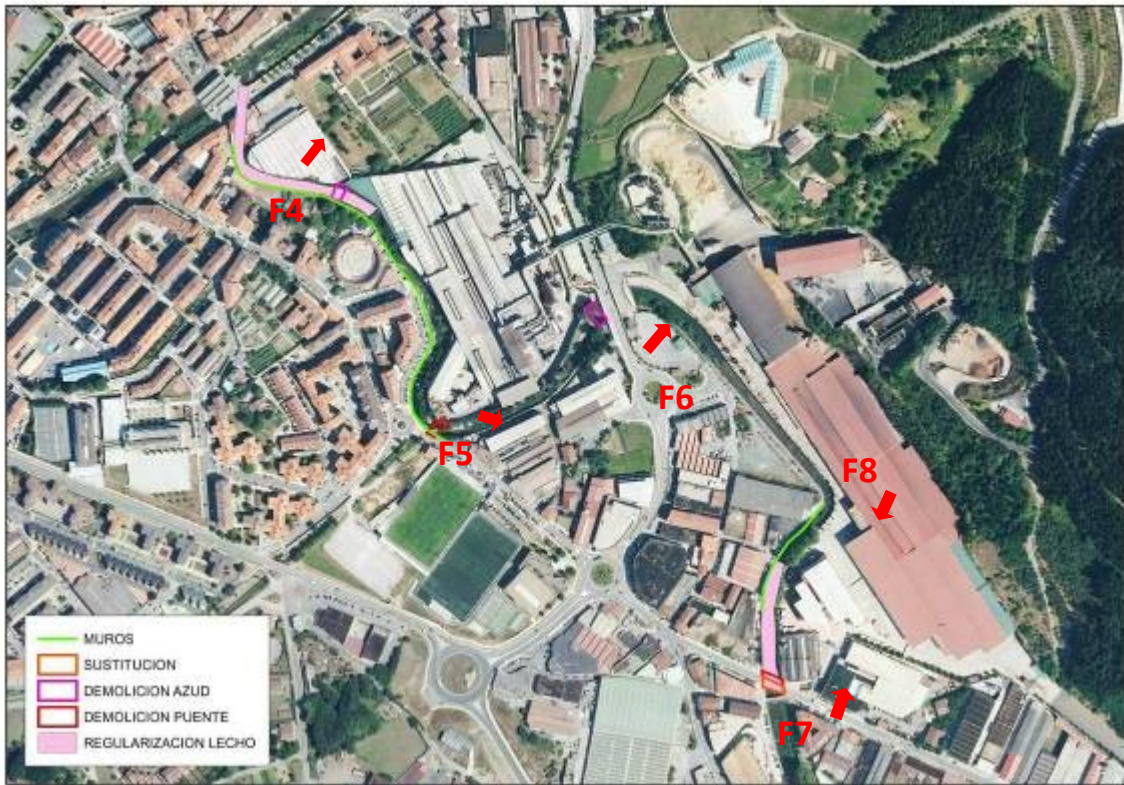 F4
F6
F5
F8
F7
MUROS
SUSTITUCION
DEMOLICION AZUD
DEMOLICION PUENTE
REGULARIZACION LECHO